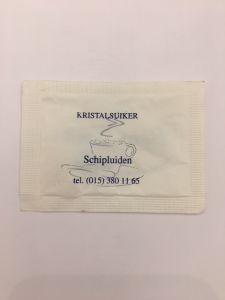 KRISTALSUIKER
Schipluiden
tel. (015) 380 11 65